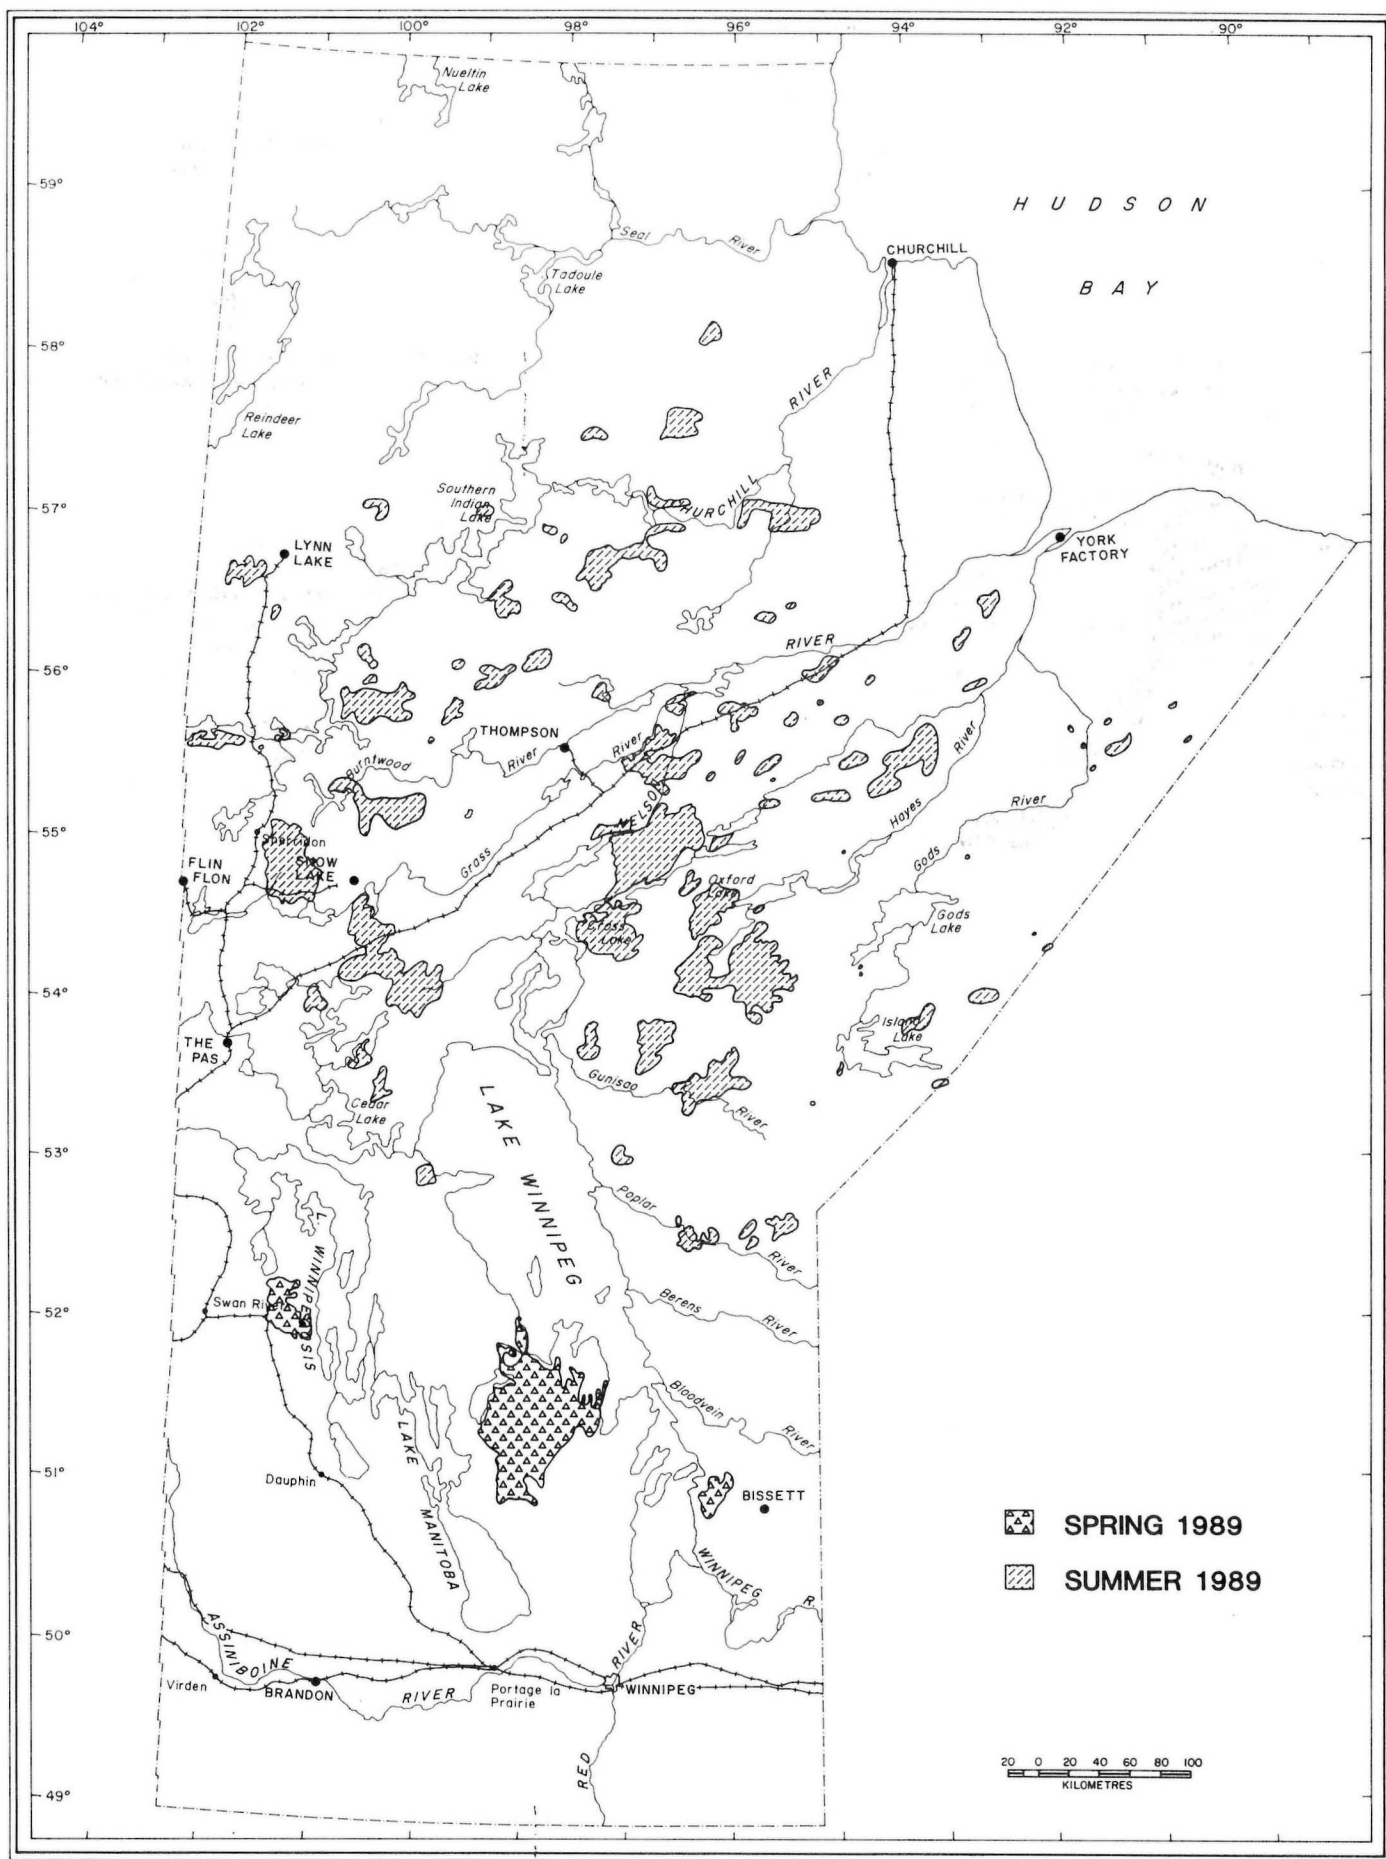 104° 102° 100° 98° 96° 94° 92° 90°
Nueltin
Lake
59°
HUDSON
Seal River
CHURCHILL
Tadoule
Lake
BAY
58°
RIVER
Reindeer
Lake
Southern
Indian
Lake
57°
LYNN
LAKE
YORK
FACTORY
RIVER
56°
THOMPSON
River
River
River
Burntwood
NELSON
Hayes
River
55°
Sherridon
FLIN
FLON
SNOW
LAKE
Grass
Gods
Oxford
Lake
Cross
Lake
Gods
Lake
54°
THE
PAS
Island
Lake
Gunisao
River
Cedar
Lake
LAKE WINNIPEG
53°
Poplar
River
L. WINNIPEGOSIS
52°
Swan River
Berens
River
Bloodvein
River
LAKE
MANITOBA
51°
Dauphin
BISSETT
SPRING 1989
WINNIPEG
R.
SUMMER 1989
50°
ASSINIBOINE
RIVER
Virden
BRANDON
RIVER
Portage la
Prairie
WINNIPEG
RED
20 0 20 40 60 80 100
KILOMETRES
49°